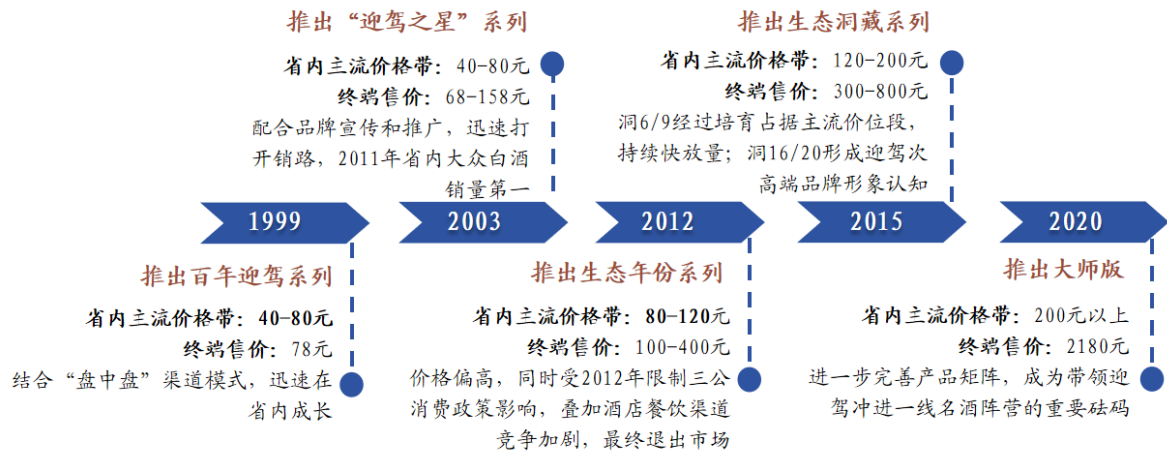 推出“迎驾之星”系列
省内主流价格带：40-80元
终端售价：68-158元
配合品牌宣传和推广，迅速打
开销路，2011年省内大众白酒
销量第一
推出生态洞藏系列
省内主流价格带：120-200元
终端售价：300-800元
洞6/9经过培育占据主流价位段，
持续快放量；洞16/20形成迎驾次
高端品牌形象认知
1999
2003
2012
2015
2020
推出百年迎驾系列
省内主流价格带：40-80元
终端售价：78元
结合“盘中盘”渠道模式，迅速在
省内成长
推出生态年份系列
省内主流价格带：80-120元
终端售价：100-400元
价格偏高，同时受2012年限制三公
消费政策影响，叠加酒店餐饮渠道
竞争加剧，最终退出市场
推出大师版
省内主流价格带：200元以上
终端售价：2180元
进一步完善产品矩阵，成为带领迎
驾冲进一线名酒阵营的重要砝码